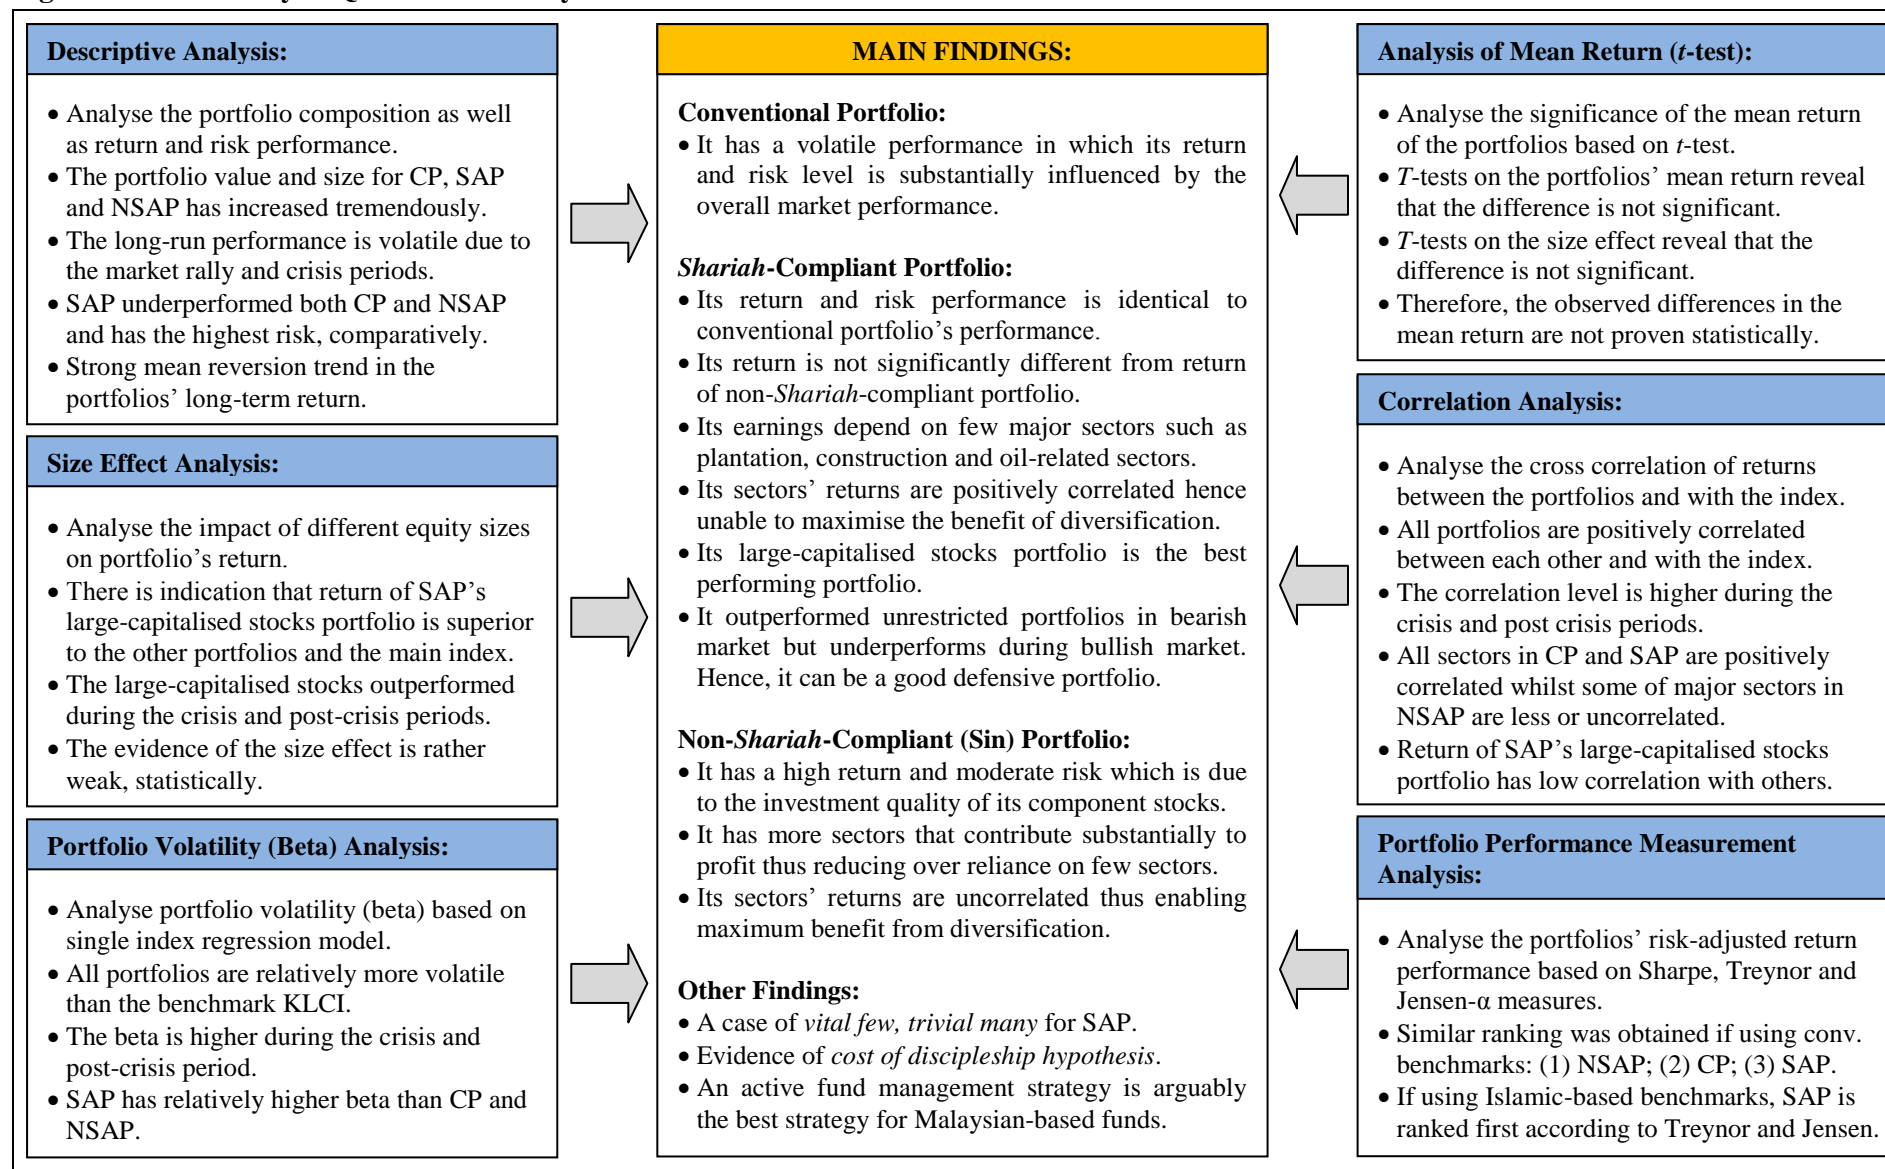 Descriptive Analysis:
• Analyse the portfolio composition as well
as return and risk performance.
• The portfolio value and size for CP, SAP
and NSAP has increased tremendously.
• The long-run performance is volatile due to
the market rally and crisis periods.
• SAP underperformed both CP and NSAP
and has the highest risk, comparatively.
• Strong mean reversion trend in the
portfolios’ long-term return.
Size Effect Analysis:
• Analyse the impact of different equity sizes
on portfolio’s return.
• There is indication that return of SAP’s
large-capitalised stocks portfolio is superior
to the other portfolios and the main index.
• The large-capitalised stocks outperformed
during the crisis and post-crisis periods.
• The evidence of the size effect is rather
weak, statistically.
Portfolio Volatility (Beta) Analysis:
• Analyse portfolio volatility (beta) based on
single index regression model.
• All portfolios are relatively more volatile
than the benchmark KLCI.
• The beta is higher during the crisis and
post-crisis period.
• SAP has relatively higher beta than CP and
NSAP.
MAIN FINDINGS:
Conventional Portfolio:
• It has a volatile performance in which its return
and risk level is substantially influenced by the
overall market performance.
Shariah-Compliant Portfolio:
• Its return and risk performance is identical to
conventional portfolio’s performance.
• Its return is not significantly different from return
of non-Shariah-compliant portfolio.
• Its earnings depend on few major sectors such as
plantation, construction and oil-related sectors.
• Its sectors’ returns are positively correlated hence
unable to maximise the benefit of diversification.
• Its large-capitalised stocks portfolio is the best
performing portfolio.
• It outperformed unrestricted portfolios in bearish
market but underperforms during bullish market.
Hence, it can be a good defensive portfolio.
Non-Shariah-Compliant (Sin) Portfolio:
• It has a high return and moderate risk which is due
to the investment quality of its component stocks.
• It has more sectors that contribute substantially to
profit thus reducing over reliance on few sectors.
• Its sectors’ returns are uncorrelated thus enabling
maximum benefit from diversification.
Other Findings:
• A case of vital few, trivial many for SAP.
• Evidence of cost of discipleship hypothesis.
• An active fund management strategy is arguably
the best strategy for Malaysian-based funds.
Analysis of Mean Return (t-test):
• Analyse the significance of the mean return
of the portfolios based on t-test.
• T-tests on the portfolios’ mean return reveal
that the difference is not significant.
• T-tests on the size effect reveal that the
difference is not significant.
• Therefore, the observed differences in the
mean return are not proven statistically.
Correlation Analysis:
• Analyse the cross correlation of returns
between the portfolios and with the index.
• All portfolios are positively correlated
between each other and with the index.
• The correlation level is higher during the
crisis and post crisis periods.
• All sectors in CP and SAP are positively
correlated whilst some of major sectors in
NSAP are less or uncorrelated.
• Return of SAP’s large-capitalised stocks
portfolio has low correlation with others.
Portfolio Performance Measurement
Analysis:
• Analyse the portfolios’ risk-adjusted return
performance based on Sharpe, Treynor and
Jensen-α measures.
• Similar ranking was obtained if using conv.
benchmarks: (1) NSAP; (2) CP; (3) SAP.
• If using Islamic-based benchmarks, SAP is
ranked first according to Treynor and Jensen.